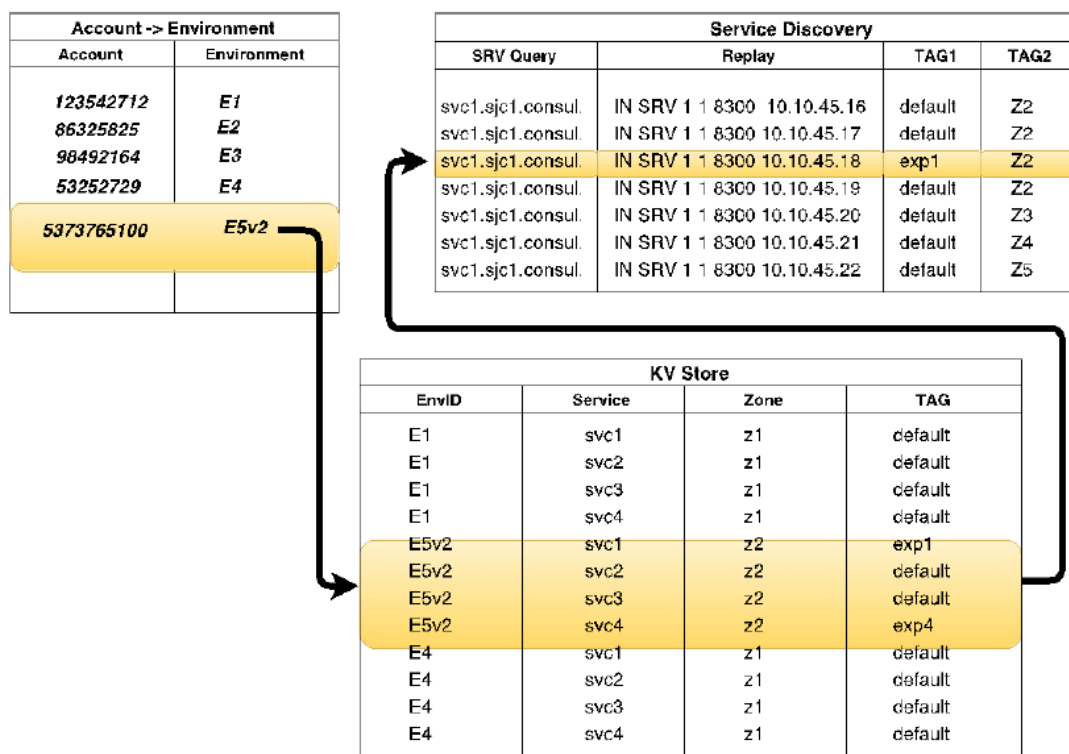 Account -> Environment
Account Environment
123542712 E1
86325825 E2
98492164 E3
53252729 E4
5373765100 E5v2
Service Discovery
SRV Query Replay TAG1 TAG2
svc1.sjc1.consul. IN SRV 1 1 8300 10.10.45.16 default Z2
svc1.sjc1.consul. IN SRV 1 1 8300 10.10.45.17 default Z2
svc1.sjc1.consul. IN SRV 1 1 8300 10.10.45.18 exp1 Z2
svc1.sjc1.consul. IN SRV 1 1 8300 10.10.45.19 default Z2
svc1.sjc1.consul. IN SRV 1 1 8300 10.10.45.20 default Z3
svc1.sjc1.consul. IN SRV 1 1 8300 10.10.45.21 default Z4
svc1.sjc1.consul. IN SRV 1 1 8300 10.10.45.22 default Z5
KV Store
EnvID Service Zone TAG
E1 svc1 z1 default
E1 svc2 z1 default
E1 svc3 z1 default
E1 svc4 z1 default
E5v2 svc1 z2 exp1
E5v2 svc2 z2 default
E5v2 svc3 z2 default
E5v2 svc4 z2 exp4
E4 svc1 z1 default
E4 svc2 z1 default
E4 svc3 z1 default
E4 svc4 z1 default